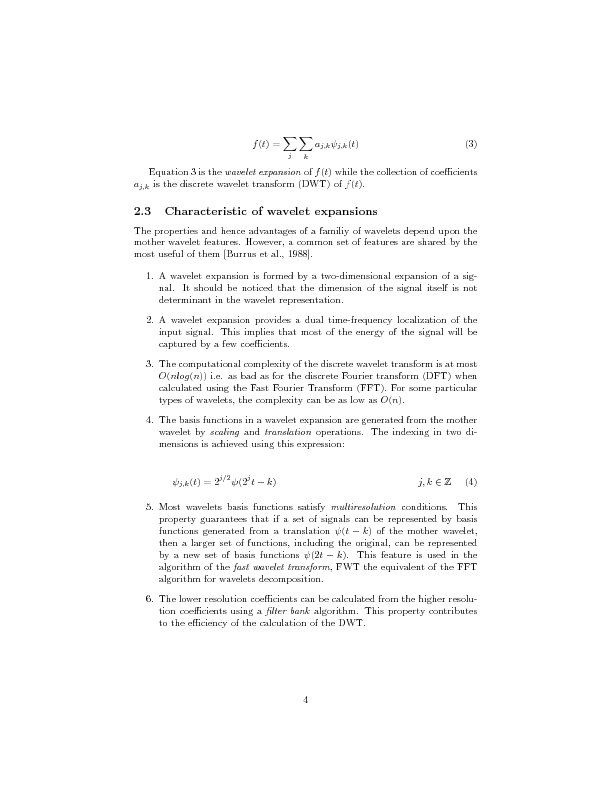 f(t) = ∑_j ∑_k a_{j,k} ψ_{j,k}(t) (3)
Equation 3 is the wavelet expansion of f(t) while the collection of coefficients
a_{j,k} is the discrete wavelet transform (DWT) of f(t).
2.3 Characteristic of wavelet expansions
The properties and hence advantages of a familiy of wavelets depend upon the
mother wavelet features. However, a common set of features are shared by the
most useful of them [Burrus et al., 1988].
1. A wavelet expansion is formed by a two-dimensional expansion of a sig-
nal. It should be noticed that the dimension of the signal itself is not
determinant in the wavelet representation.
2. A wavelet expansion provides a dual time-frequency localization of the
input signal. This implies that most of the energy of the signal will be
captured by a few coefficients.
3. The computational complexity of the discrete wavelet transform is at most
O(nlog(n)) i.e. as bad as for the discrete Fourier transform (DFT) when
calculated using the Fast Fourier Transform (FFT). For some particular
types of wavelets, the complexity can be as low as O(n).
4. The basis functions in a wavelet expansion are generated from the mother
wavelet by scaling and translation operations. The indexing in two di-
mensions is achieved using this expression:
ψ_{j,k}(t) = 2^{j/2} ψ(2^j t − k) j, k ∈ ℤ (4)
5. Most wavelets basis functions satisfy multiresolution conditions. This
property guarantees that if a set of signals can be represented by basis
functions generated from a translation ψ(t − k) of the mother wavelet,
then a larger set of functions, including the original, can be represented
by a new set of basis functions ψ(2t − k). This feature is used in the
algorithm of the fast wavelet transform, FWT the equivalent of the FFT
algorithm for wavelets decomposition.
6. The lower resolution coefficients can be calculated from the higher resolu-
tion coefficients using a filter bank algorithm. This property contributes
to the efficiency of the calculation of the DWT.
4